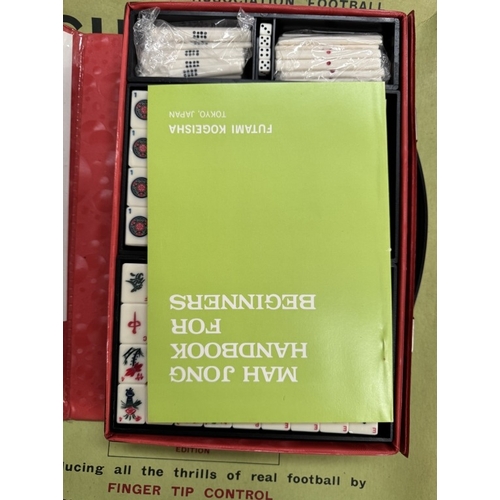 ASSOCIATION FOOTBALL
MAH JONG
HANDBOOK
FOR
BEGINNERS
FUTAMI KOGEISHA
TOKYO, JAPAN
EDITION
ucing all the thrills of real football by
FINGER TIP CONTROL